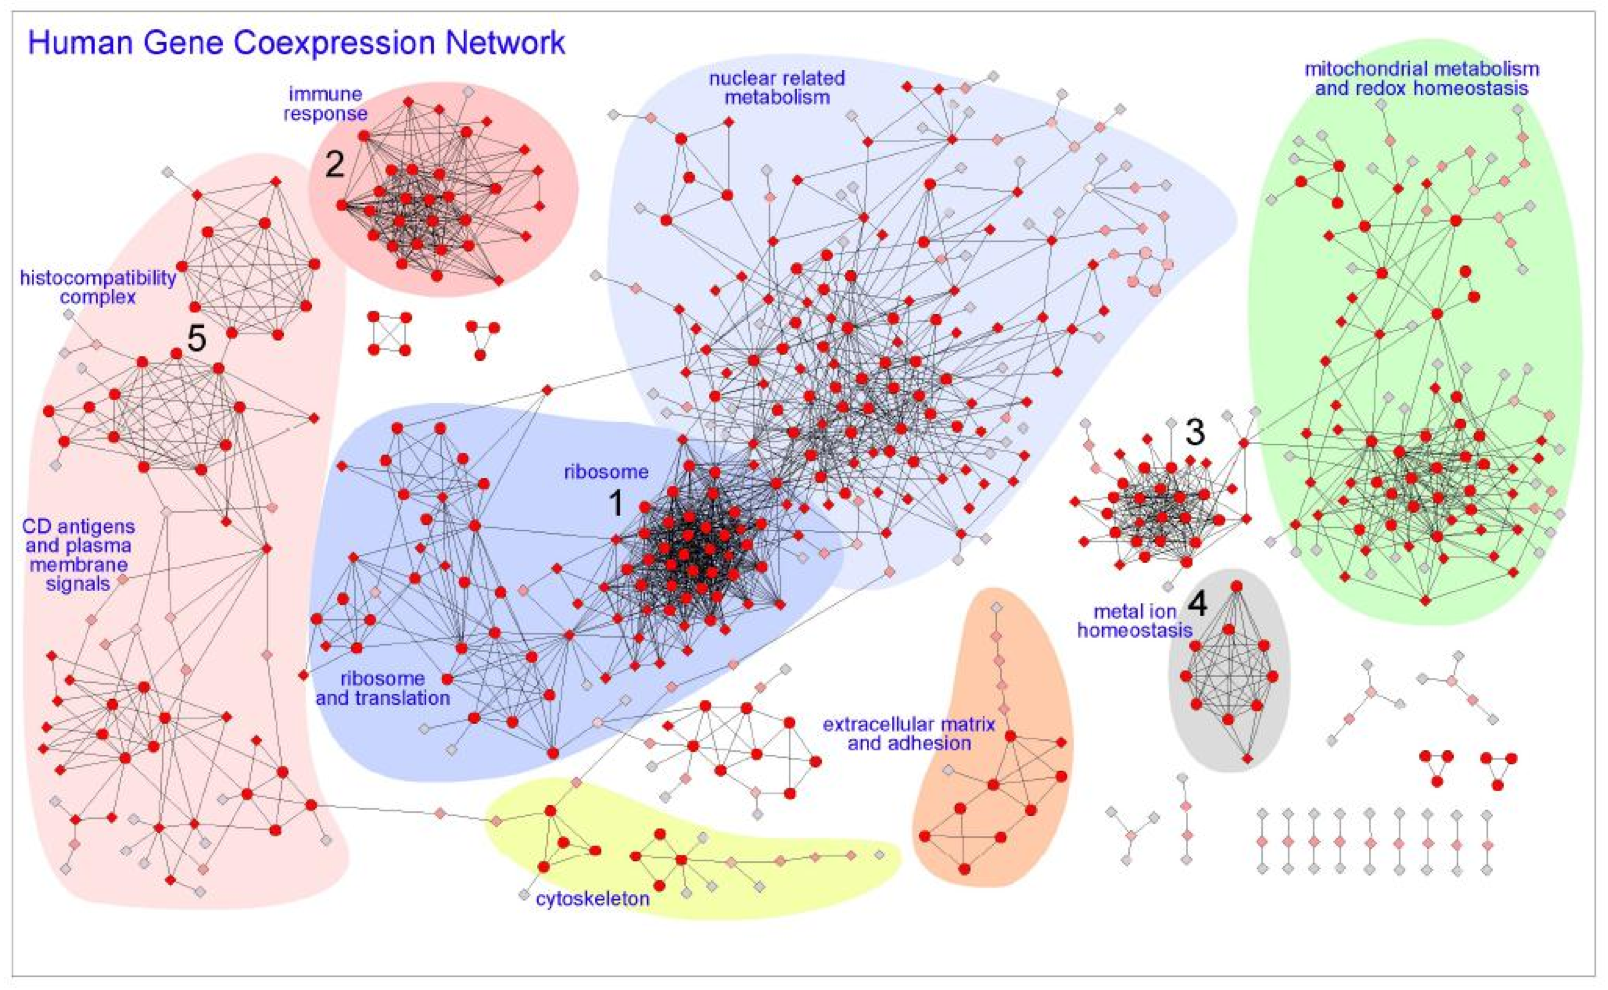 Human Gene Coexpression Network
immune
response
2
nuclear related
metabolism
mitochondrial metabolism
and redox homeostasis
histocompatibility
complex
5
ribosome
1
3
CD antigens
and plasma
membrane
signals
metal ion
homeostasis
4
ribosome
and translation
extracellular matrix
and adhesion
cytoskeleton